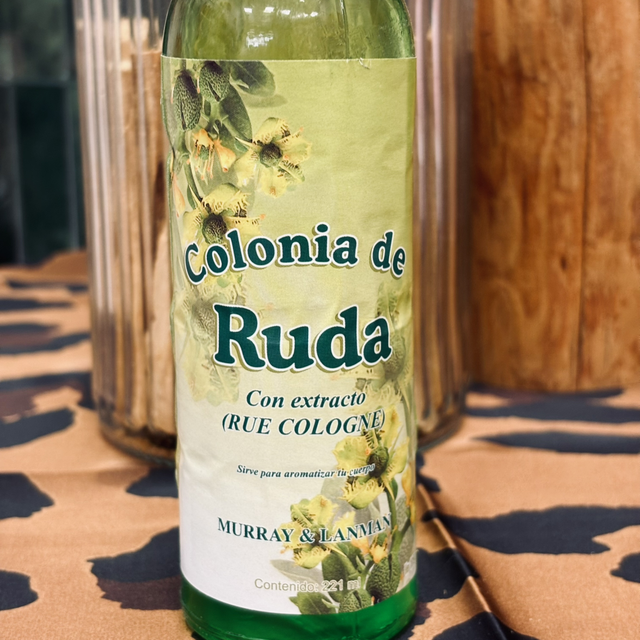 Colonia de
Ruda
Con extracto
(RUE COLOGNE)
Sirve para aromatizar tu cuerpo
MURRAY & LANMAN
Contenido: 221 ml